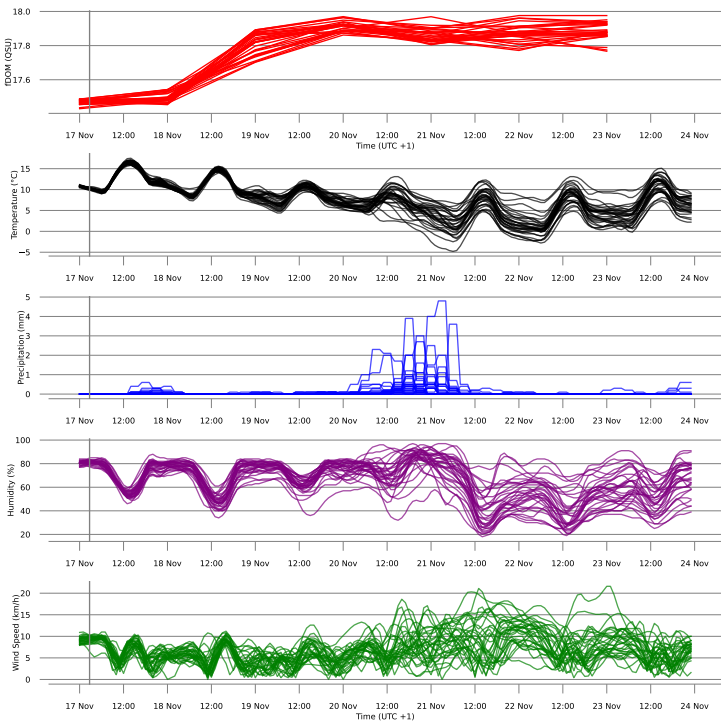 18.0
17.6
fDOM (QSU)
17 Nov 12:00 18 Nov 12:00 19 Nov 12:00 20 Nov 12:00 21 Nov 12:00 22 Nov 12:00 23 Nov 12:00 24 Nov
Time (UTC +1)
15
10
5
0
−5
Temperature (°C)
17 Nov 12:00 18 Nov 12:00 19 Nov 12:00 20 Nov 12:00 21 Nov 12:00 22 Nov 12:00 23 Nov 12:00 24 Nov
5
4
3
2
1
0
Precipitation (mm)
17 Nov 12:00 18 Nov 12:00 19 Nov 12:00 20 Nov 12:00 21 Nov 12:00 22 Nov 12:00 23 Nov 12:00 24 Nov
100
80
60
40
20
Humidity (%)
17 Nov 12:00 18 Nov 12:00 19 Nov 12:00 20 Nov 12:00 21 Nov 12:00 22 Nov 12:00 23 Nov 12:00 24 Nov
20
15
10
5
0
Wind Speed (km/h)
17 Nov 12:00 18 Nov 12:00 19 Nov 12:00 20 Nov 12:00 21 Nov 12:00 22 Nov 12:00 23 Nov 12:00 24 Nov
Time (UTC +1)